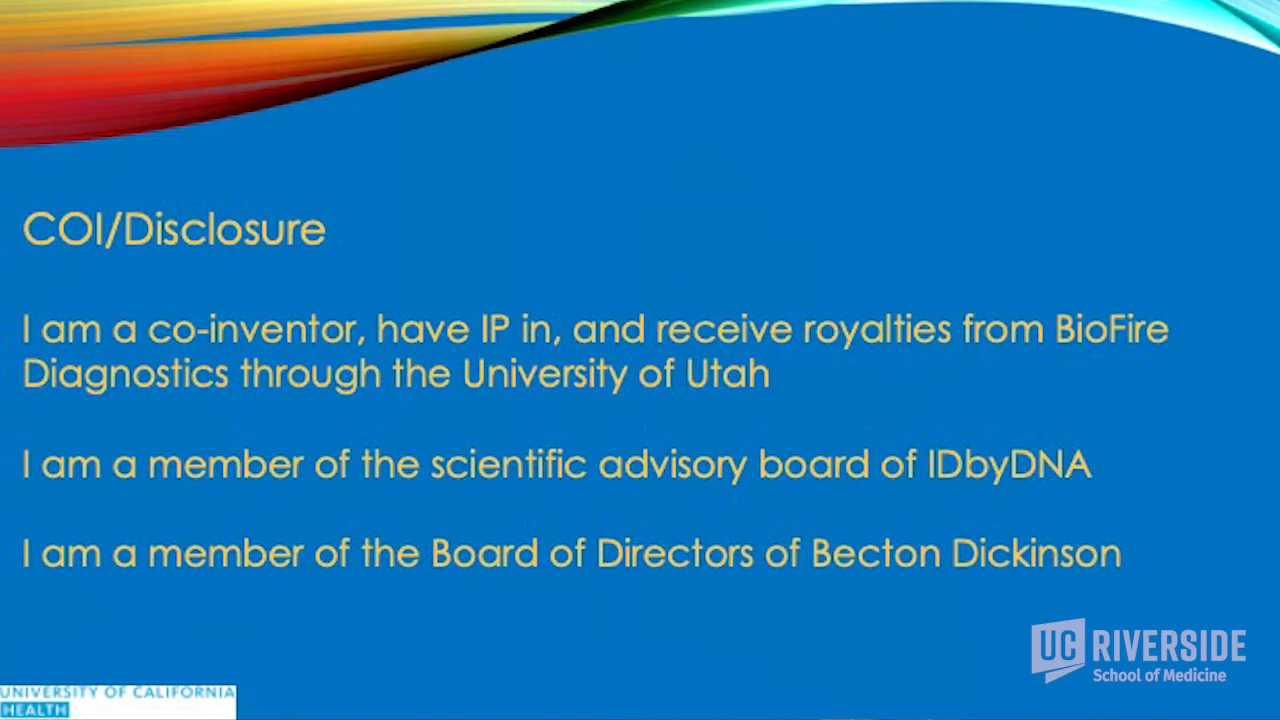 COI/Disclosure
I am a co-inventor, have IP in, and receive royalties from BioFire
Diagnostics through the University of Utah
I am a member of the scientific advisory board of IDbyDNA
I am a member of the Board of Directors of Becton Dickinson
UC RIVERSIDE
School of Medicine
UNIVERSITY OF CALIFORNIA
HEALTH